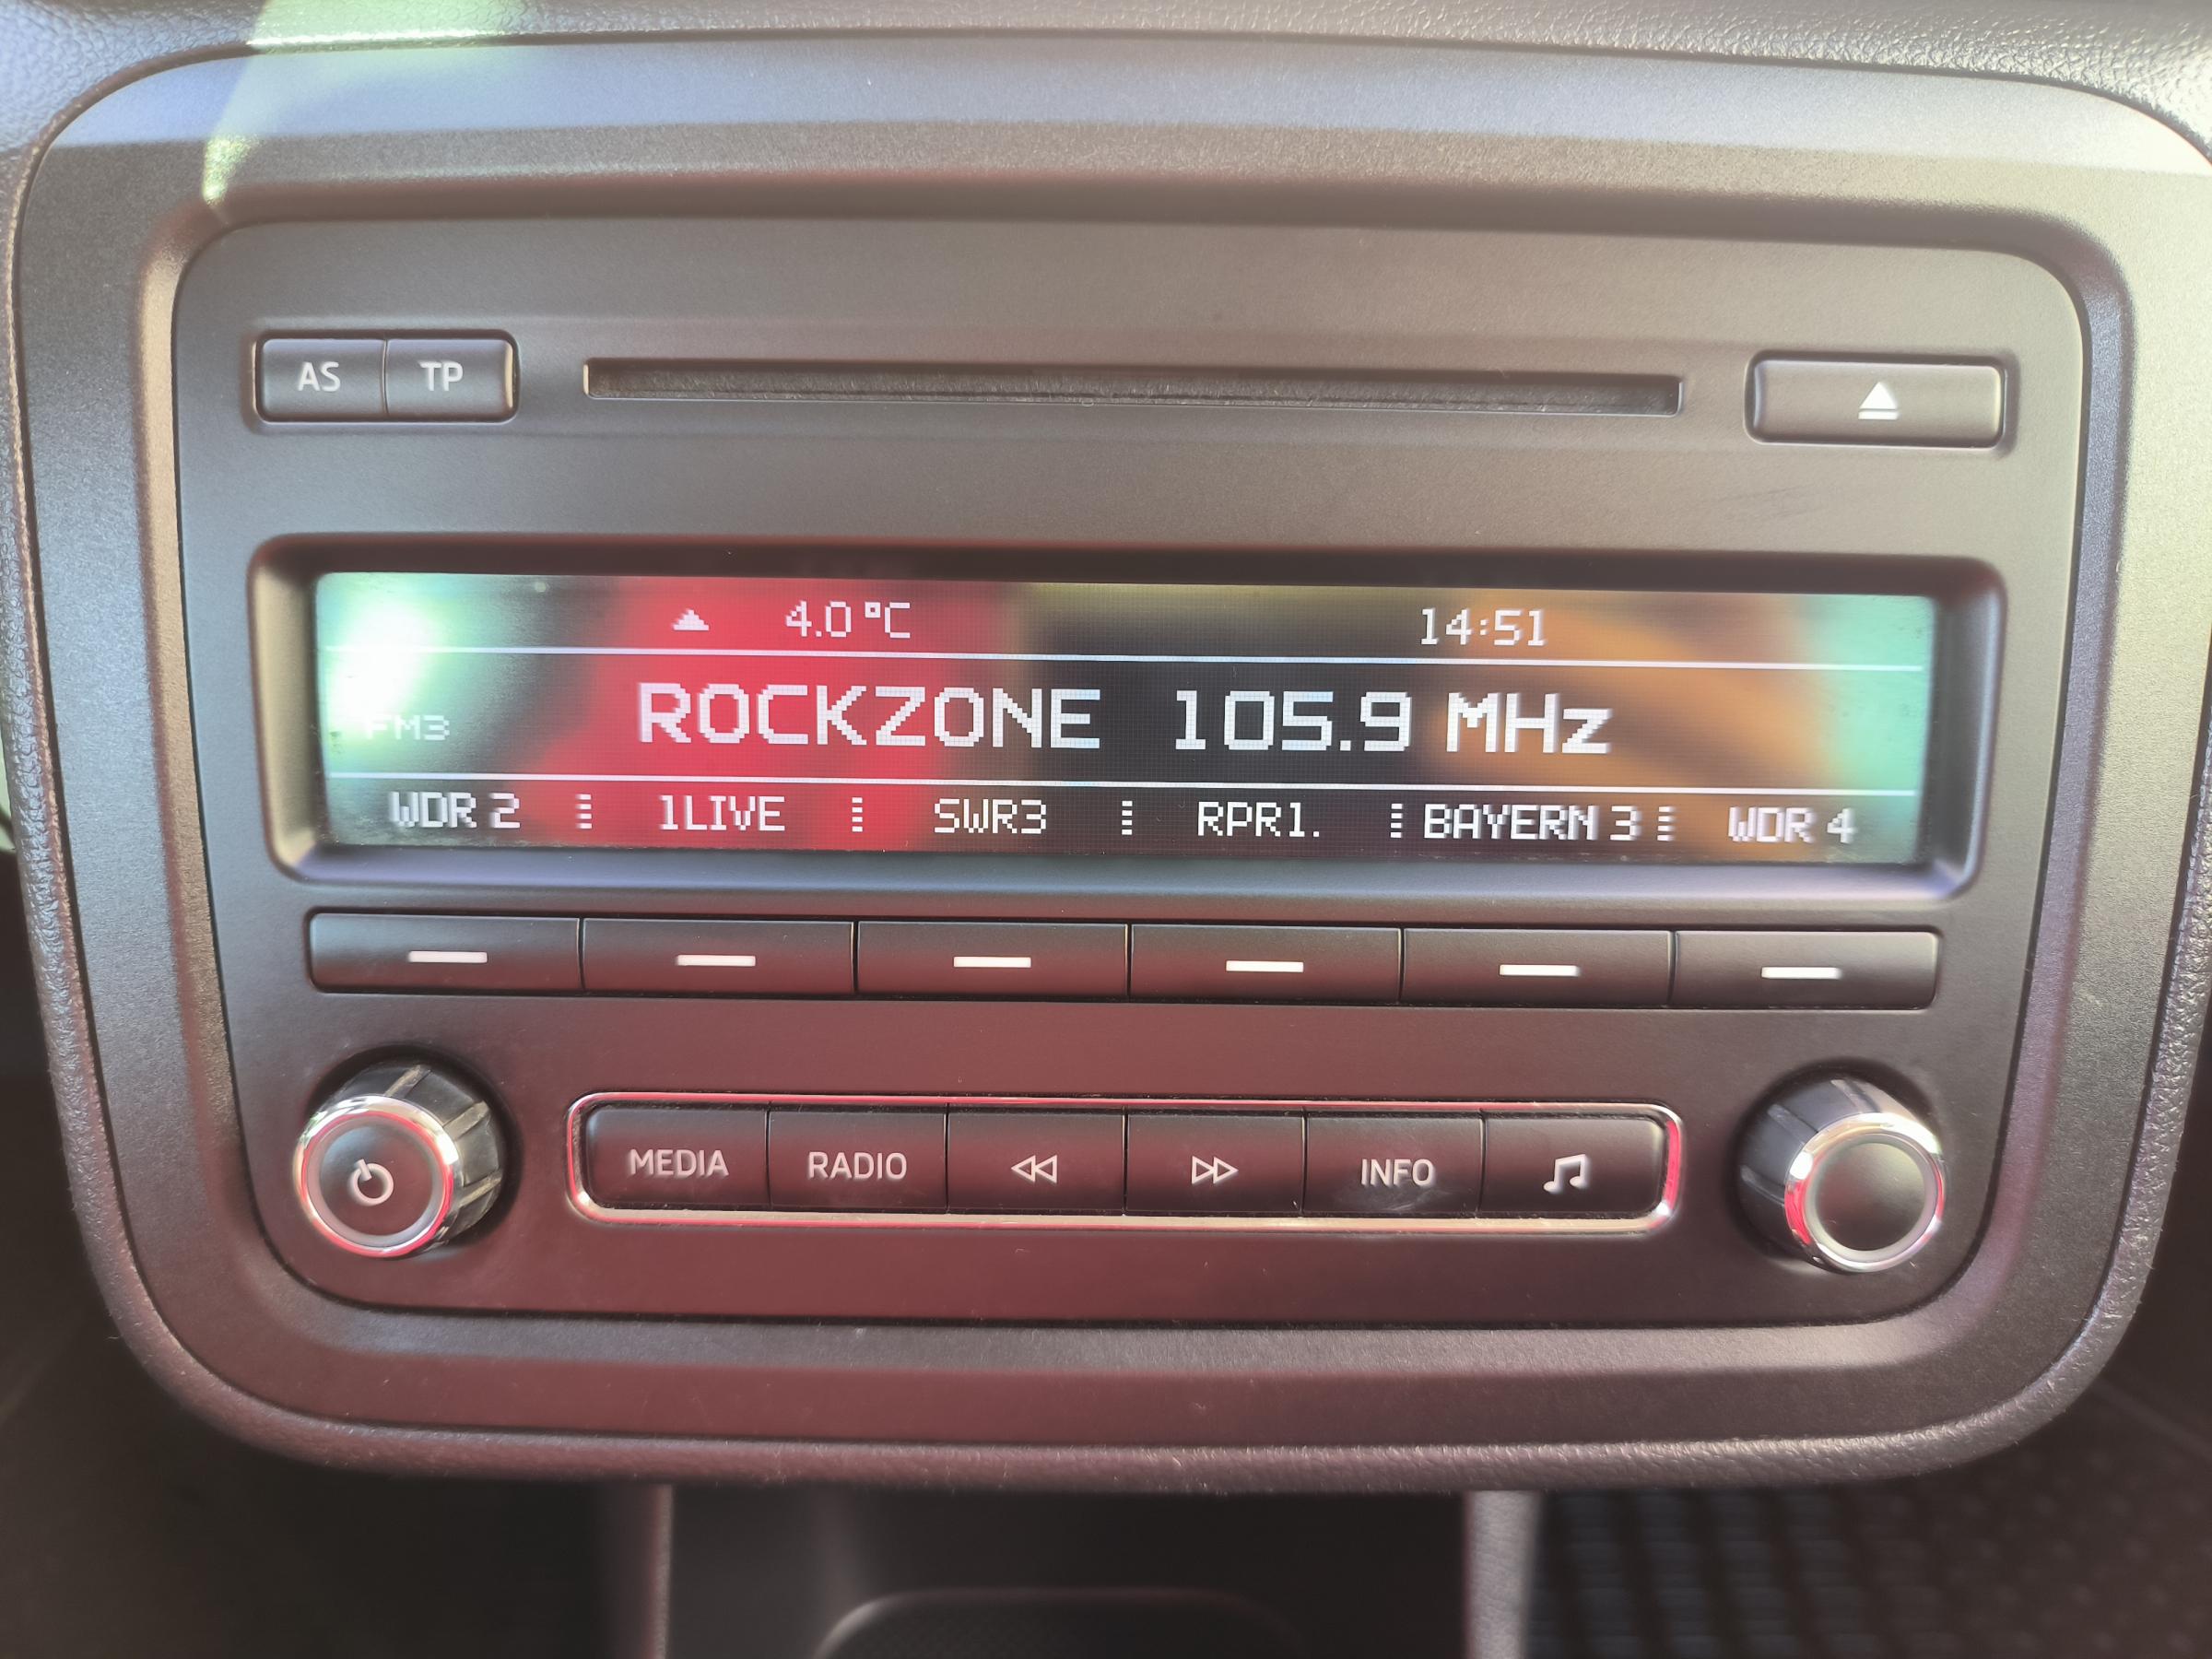 AS TP
4.0 °C 14:51
FM3 ROCKZONE 105.9 MHz
WDR 2 1LIVE SWR3 RPR1. BAYERN 3 WDR 4
MEDIA RADIO INFO